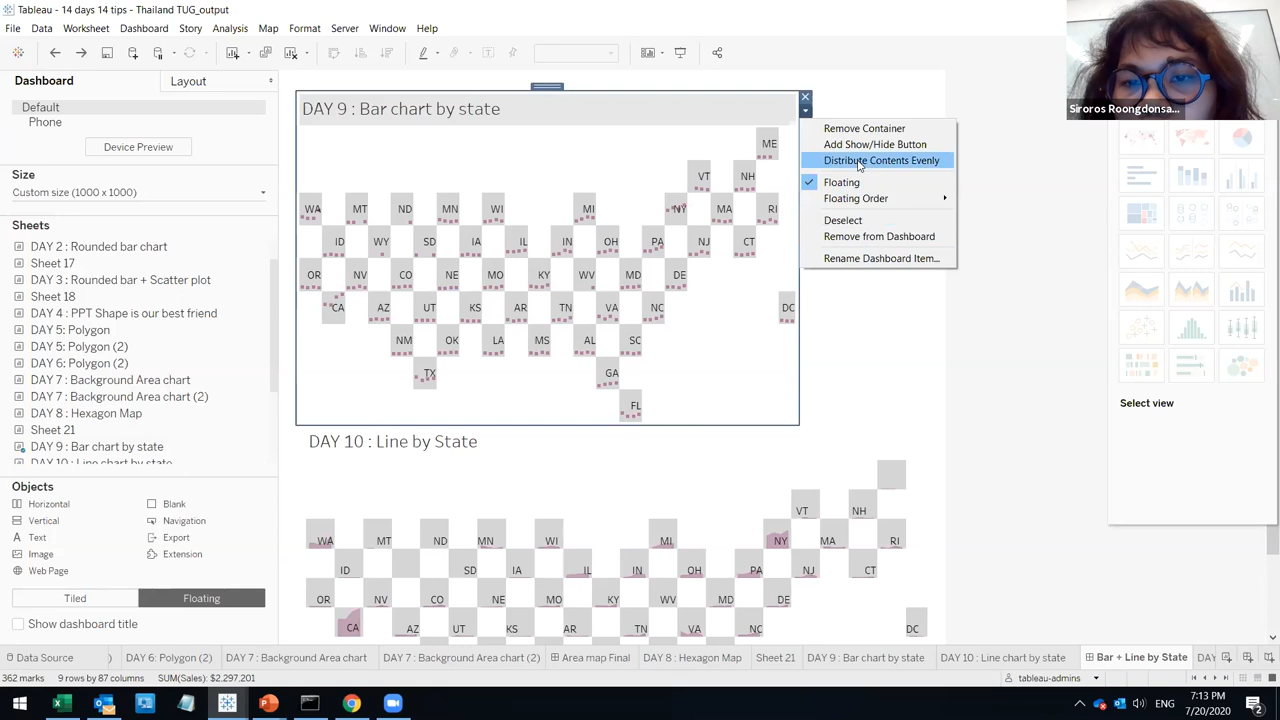 Tableau - 14 days 14 tips - Thailand TUG_output
File Data Worksheet Dashboard Story Analysis Map Format Server Window Help
Siroros Roongdonsa...
Dashboard
Layout
Default
Phone
Device Preview
Size
Custom size (1000 x 1000)
Sheets
DAY 2 : Rounded bar chart
Sheet 17
DAY 3 : Rounded bar + Scatter plot
Sheet 18
DAY 4 : PPT Shape is our best friend
DAY 5: Polygon
DAY 5: Polygon (2)
DAY 6: Polygon (2)
DAY 7 : Background Area chart
DAY 7 : Background Area chart (2)
DAY 8 : Hexagon Map
Sheet 21
DAY 9 : Bar chart by state
DAY 10 : Line chart by state
Objects
Horizontal Blank
Vertical Navigation
Text Export
Image Extension
Web Page
Tiled Floating
Show dashboard title
DAY 9 : Bar chart by state
ME
VT NH
WA MT ND MN WI MI NY MA RI
ID WY SD IA IL IN OH PA NJ CT
OR NV CO NE MO KY WV MD DE
CA AZ UT KS AR TN VA NC DC
NM OK LA MS AL SC
TX GA
FL
Remove Container
Add Show/Hide Button
Distribute Contents Evenly
Floating
Floating Order
Deselect
Remove from Dashboard
Rename Dashboard Item...
DAY 10 : Line by State
VT NH
WA MT ND MN WI MI NY MA RI
ID SD IA IL IN OH PA NJ CT
OR NV CO NE MO KY WV MD DE
CA AZ UT KS AR TN VA NC DC
Select view
Data Source ) DAY 6: Polygon (2) DAY 7 : Background Area chart DAY 7 : Background Area chart (2) Area map Final DAY 8 : Hexagon Map Sheet 21 DAY 9 : Bar chart by state DAY 10 : Line chart by state Bar + Line by State DAY
362 marks 9 rows by 87 columns SUM(Sales): $2,297,201
tableau-admins
ENG
7:13 PM
7/20/2020
2